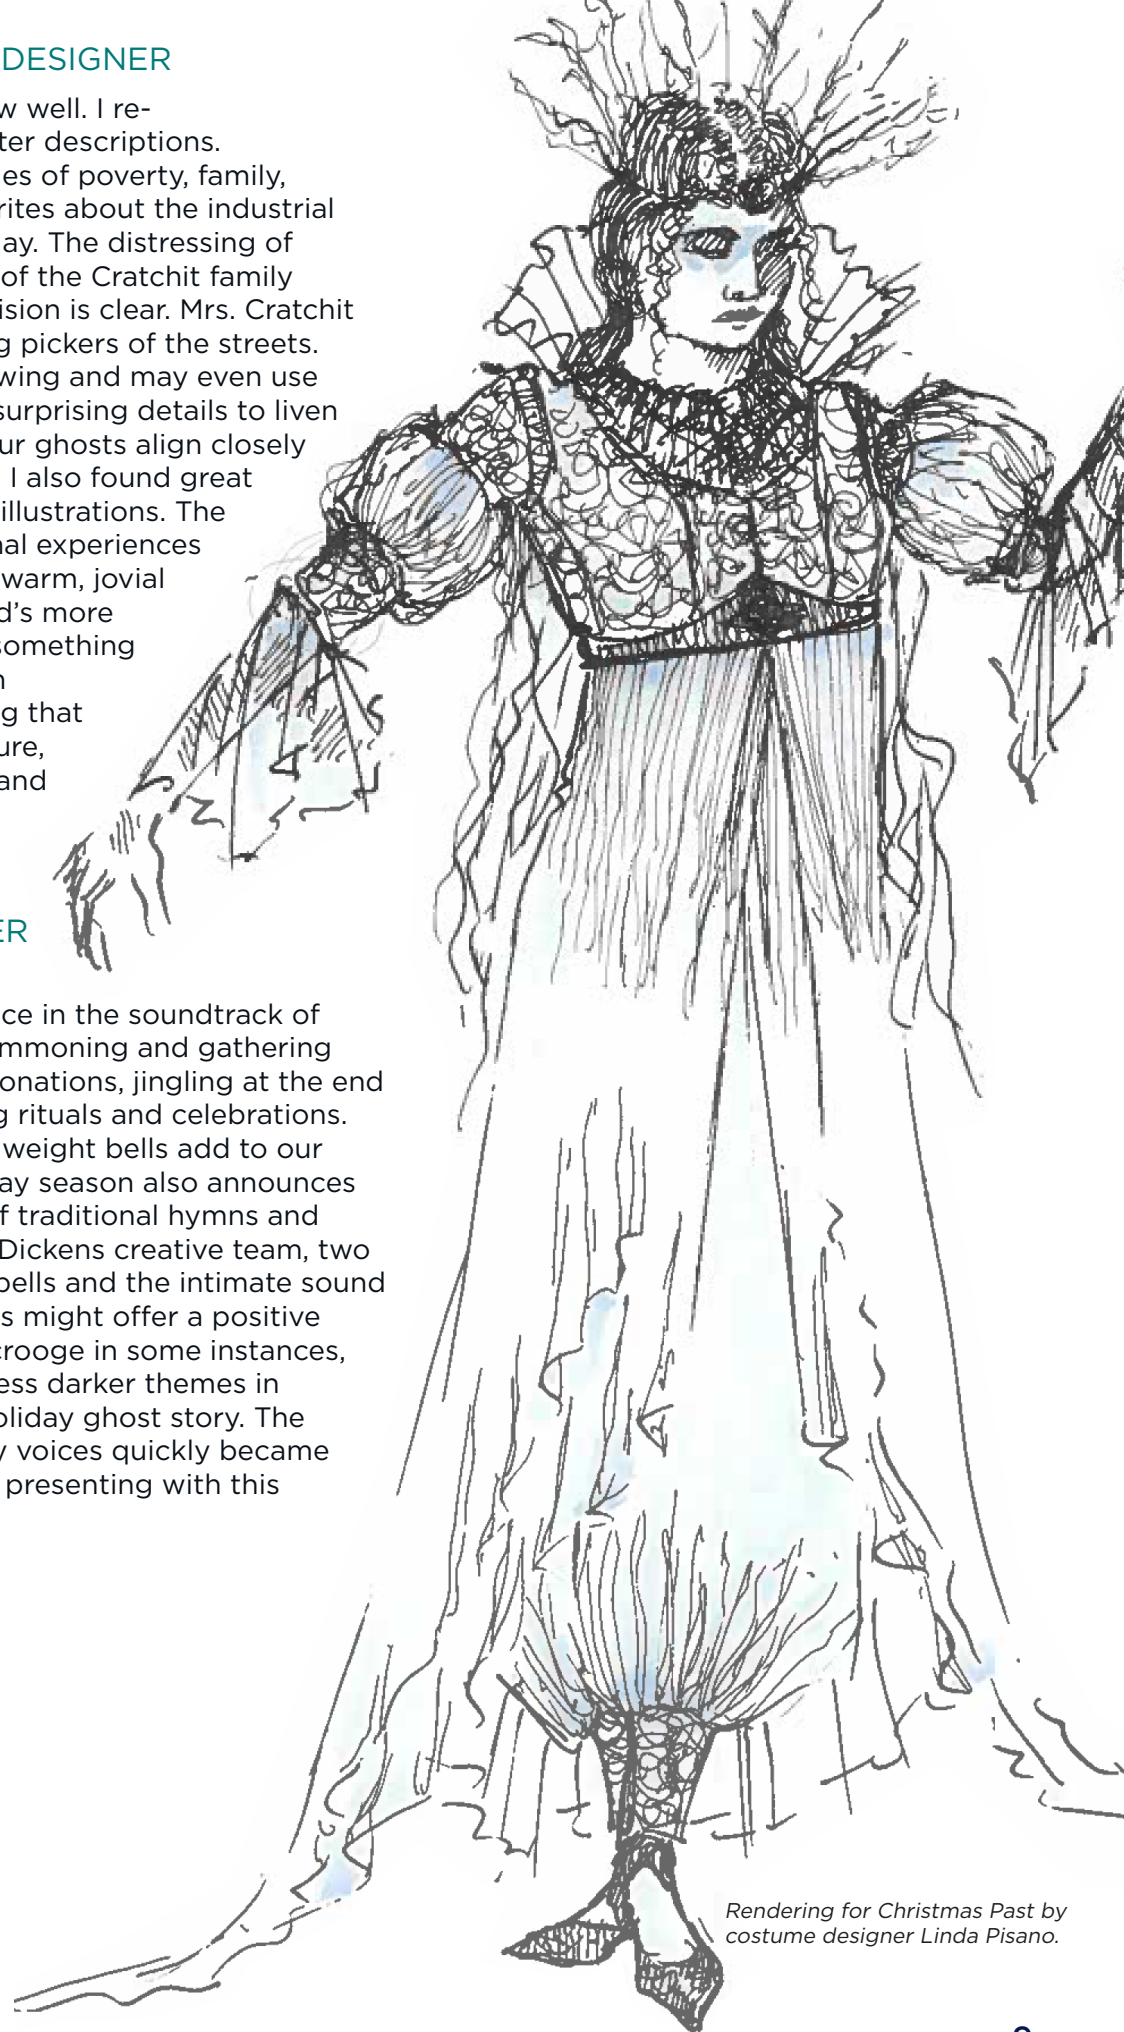 DESIGNER
w well. I re-
ter descriptions.
es of poverty, family,
rites about the industrial
ay. The distressing of
of the Cratchit family
ision is clear. Mrs. Cratchit
g pickers of the streets.
wing and may even use
surprising details to liven
ur ghosts align closely
I also found great
illustrations. The
nal experiences
warm, jovial
d’s more
something
n
g that
ure,
and
ER
ce in the soundtrack of
mmoning and gathering
onations, jingling at the end
g rituals and celebrations.
weight bells add to our
ay season also announces
f traditional hymns and
Dickens creative team, two
bells and the intimate sound
s might offer a positive
crooge in some instances,
ess darker themes in
oliday ghost story. The
y voices quickly became
presenting with this
Rendering for Christmas Past by
costume designer Linda Pisano.